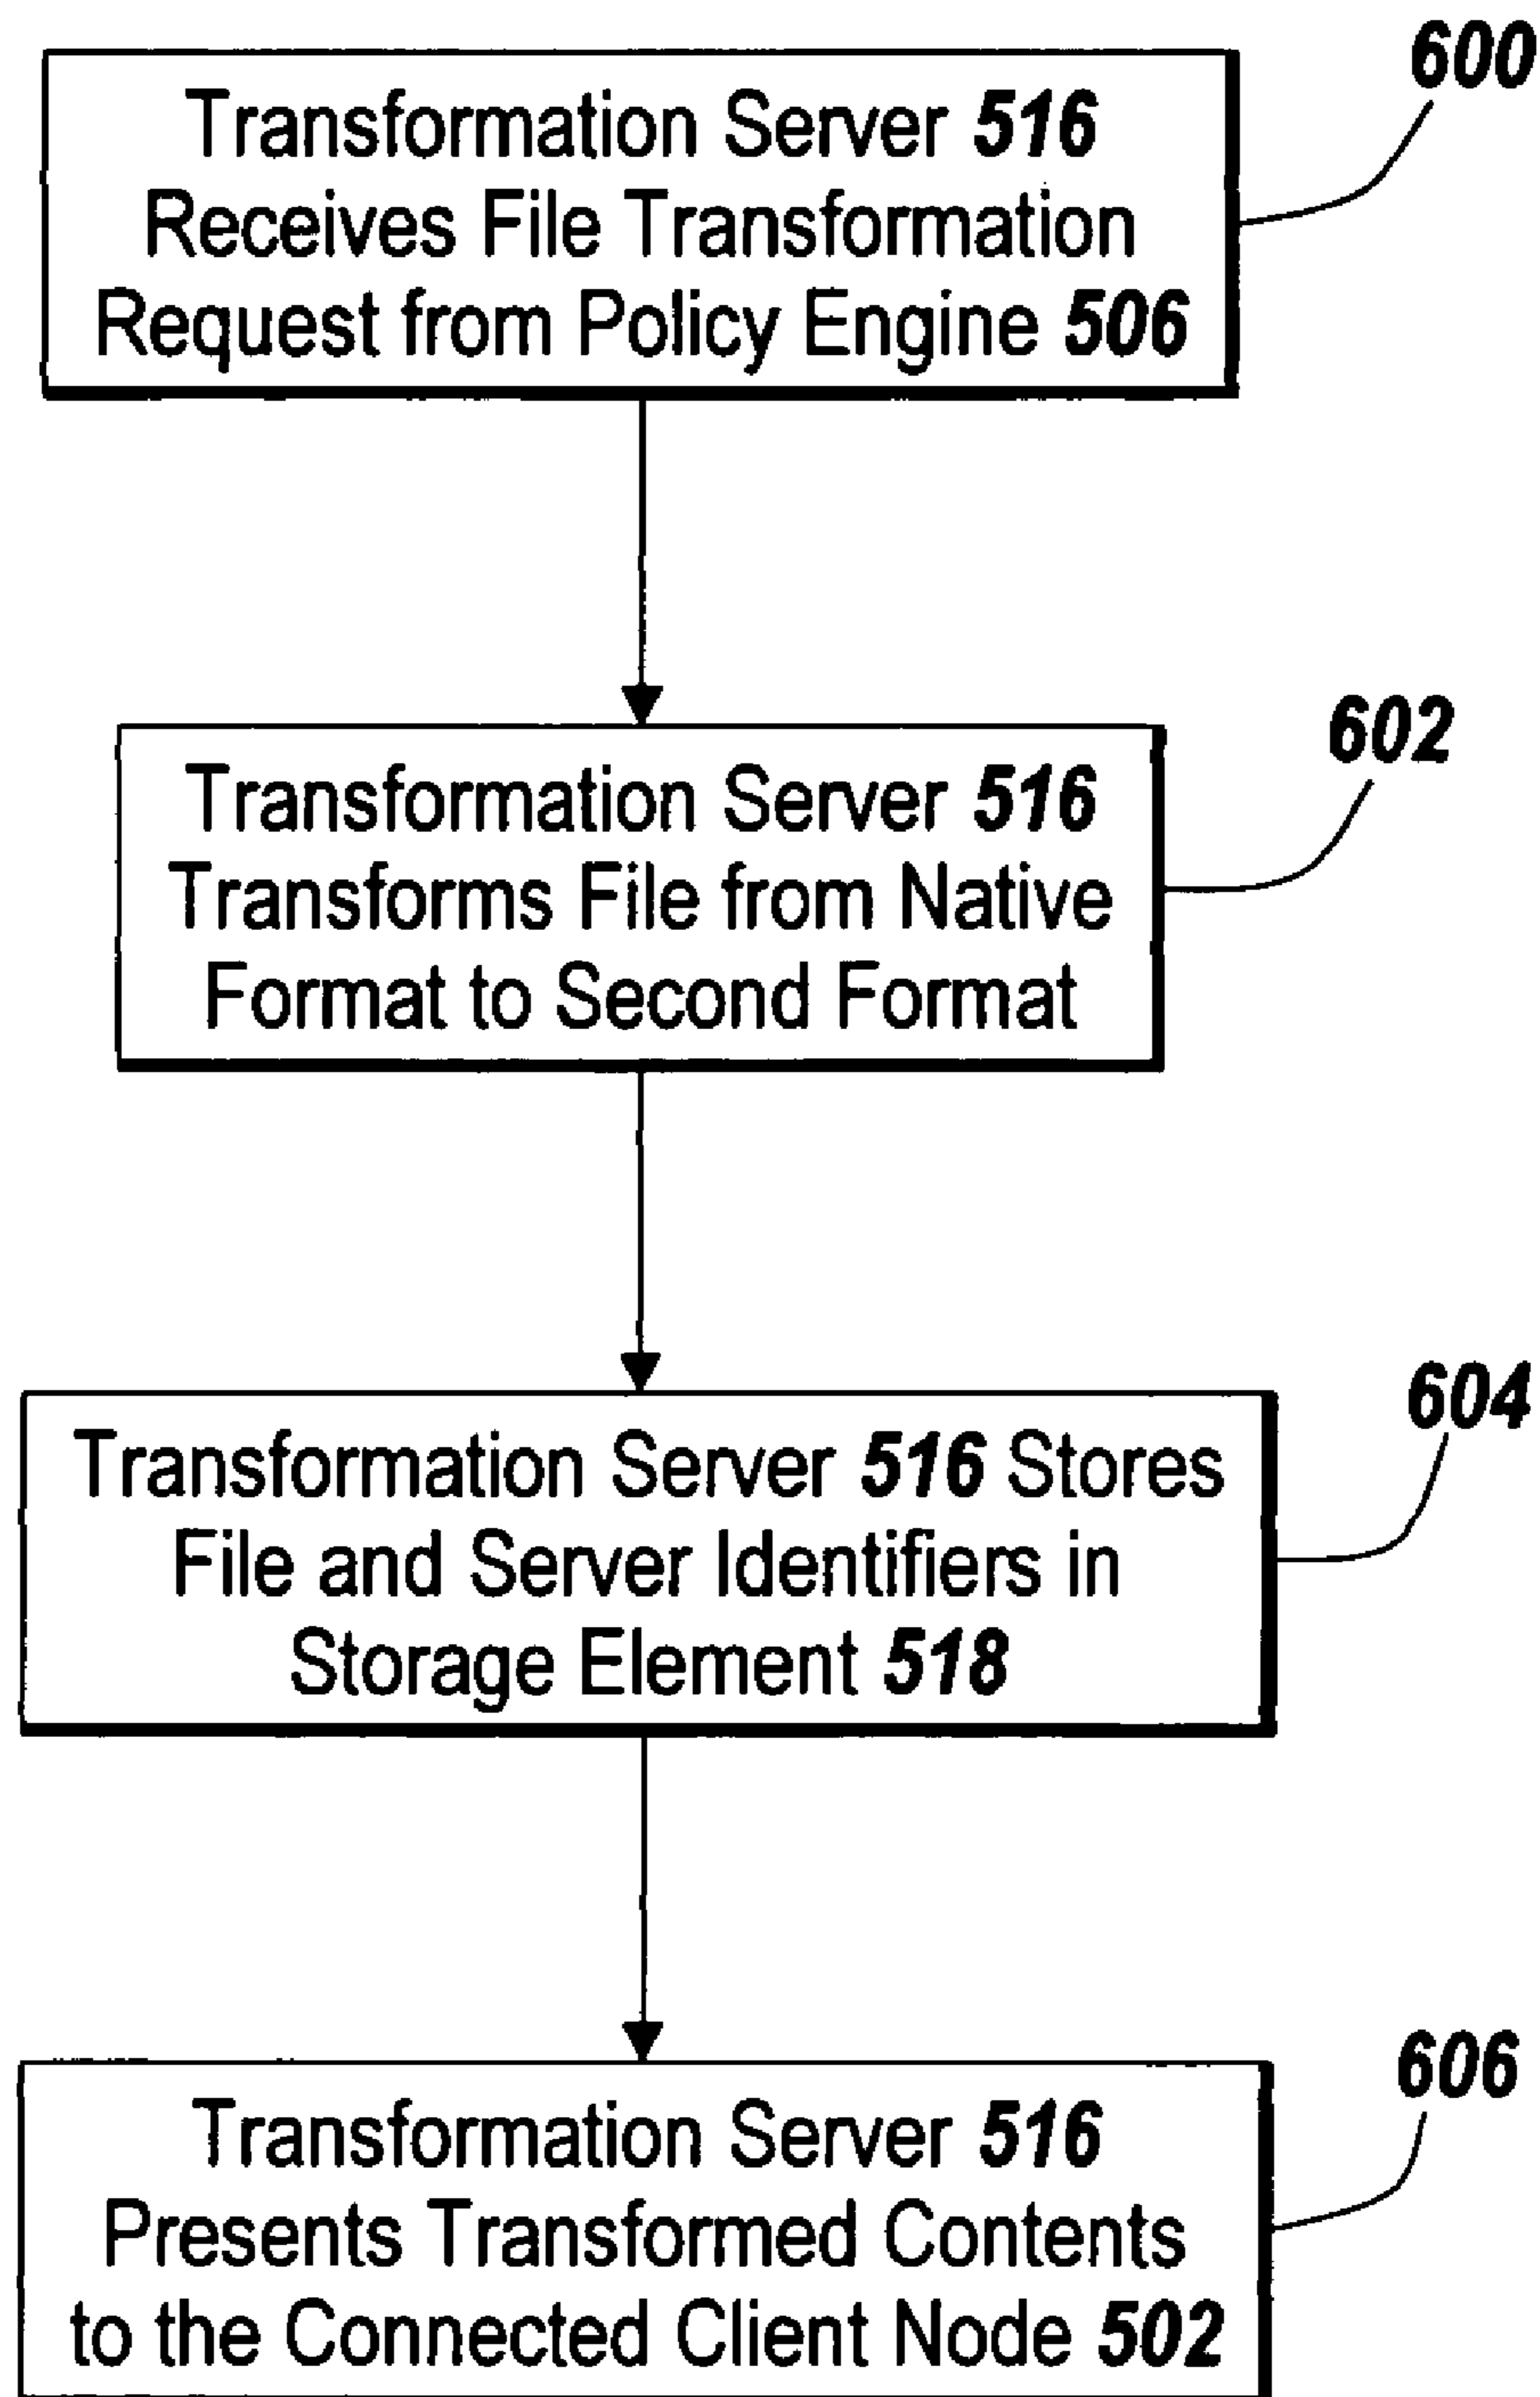 600
Transformation Server 516
Receives File Transformation
Request from Policy Engine 506
602
Transformation Server 516
Transforms File from Native
Format to Second Format
604
Transformation Server 516 Stores
File and Server Identifiers in
Storage Element 518
606
Transformation Server 516
Presents Transformed Contents
to the Connected Client Node 502